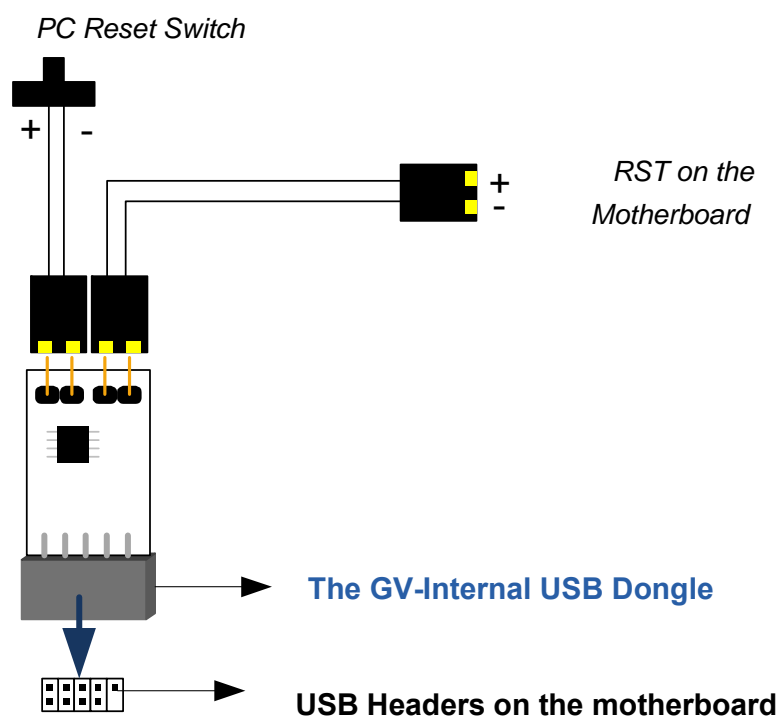 PC Reset Switch
+ -
RST on the
Motherboard
+
-
The GV-Internal USB Dongle
USB Headers on the motherboard